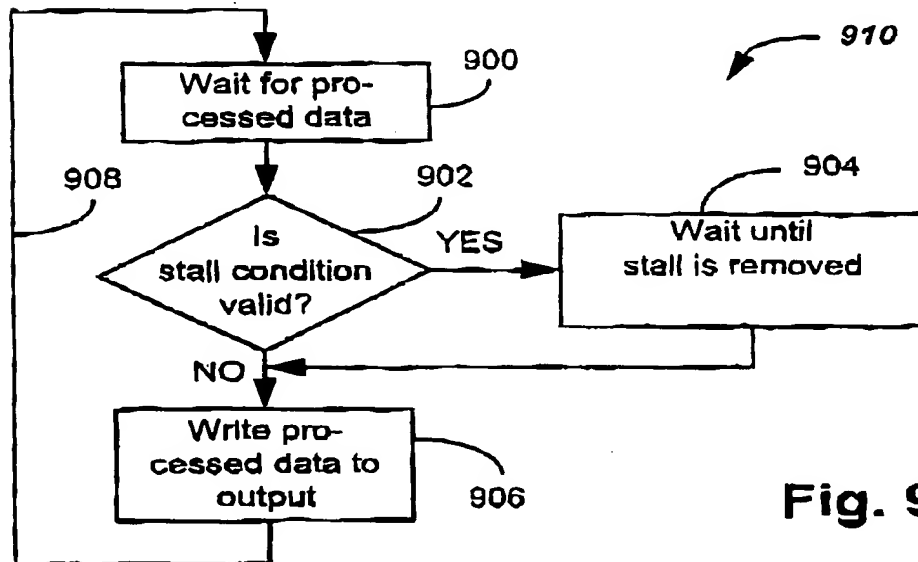 910
Wait for pro-
cessed data
900
908
902
904
Is
stall condition
valid?
YES
Wait until
stall is removed
NO
Write pro-
cessed data to
output
906
Fig. 9